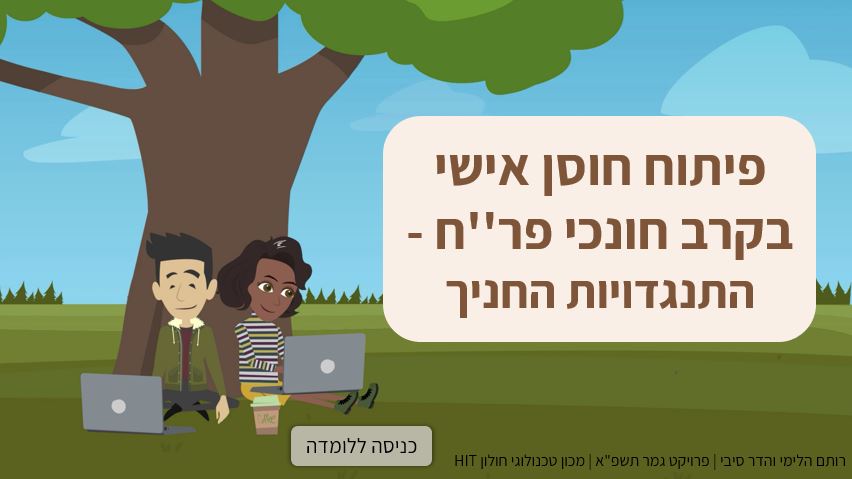 פיתוח חוסן אישי
בקרב חונכי פר''ח -
התנגדויות החניך
כניסה ללומדה
רותם הלימי והדר סיבי | פרויקט גמר תשפ"א | מכון טכנולוגי חולון HIT